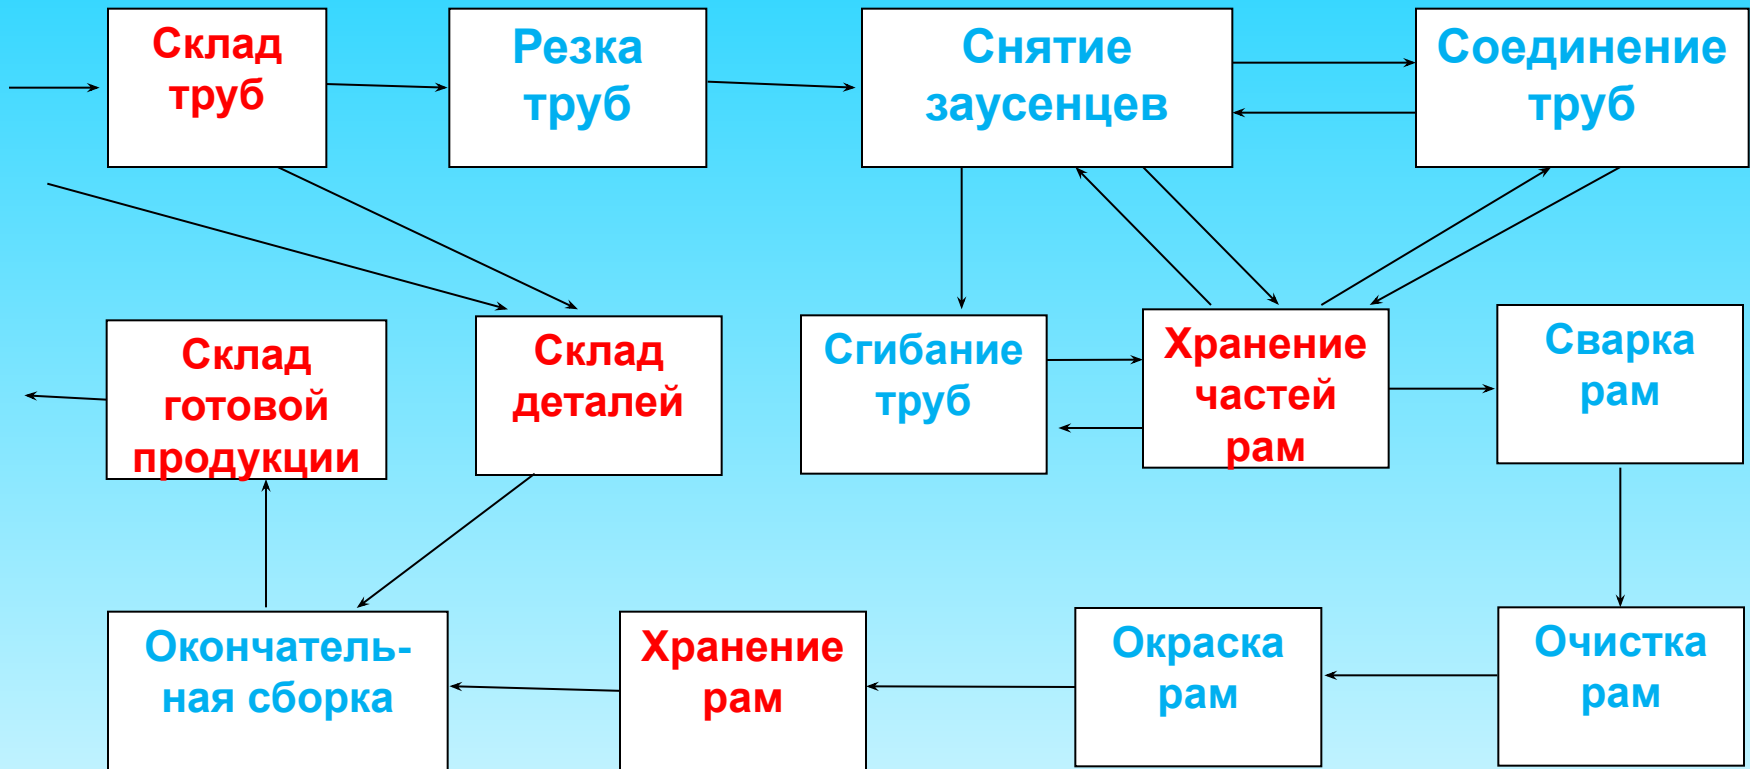 Склад
труб
Резка
труб
Снятие
заусенцев
Соединение
труб
Склад
готовой
продукции
Склад
деталей
Сгибание
труб
Хранение
частей
рам
Сварка
рам
Окончатель-
ная сборка
Хранение
рам
Окраска
рам
Очистка
рам